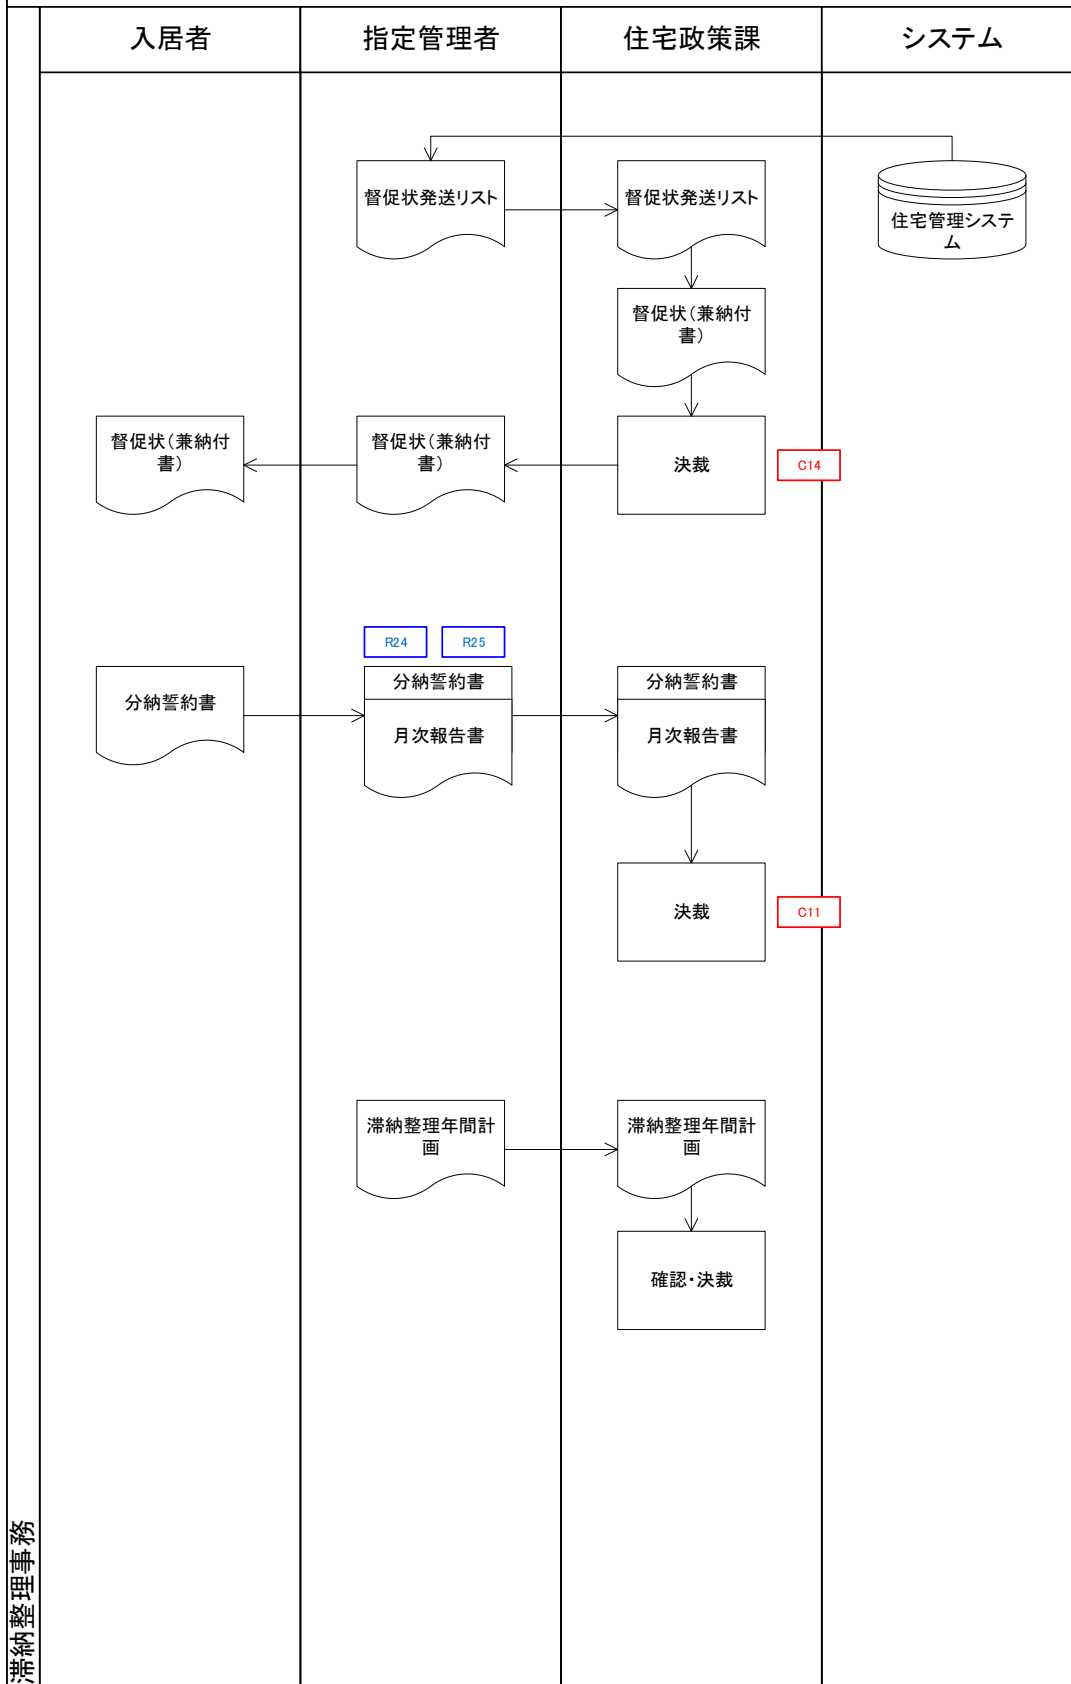 入居者
指定管理者
住宅政策課
システム
督促状発送リスト
督促状発送リスト
住宅管理システ
ム
督促状（兼納付
書）
督促状（兼納付
書）
督促状（兼納付
書）
決裁
C14
R24
R25
分納誓約書
分納誓約書
月次報告書
分納誓約書
月次報告書
決裁
C11
滞納整理年間計
画
滞納整理年間計
画
確認・決裁
滞納整理事務